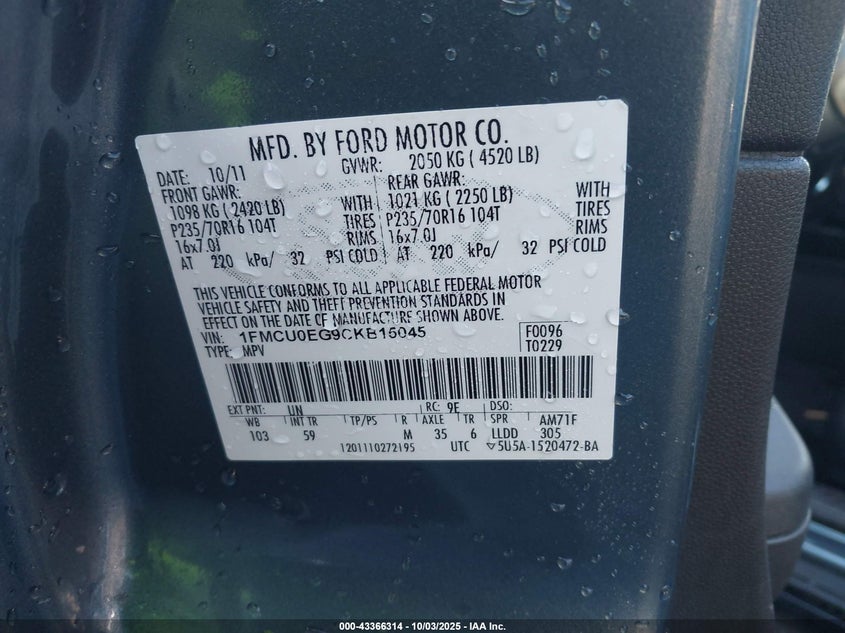 MFD. BY FORD MOTOR CO.
DATE: 10/11 GVWR: 2050 KG ( 4520 LB)
FRONT GAWR: REAR GAWR:
1098 KG (2420 LB) WITH 1021 KG ( 2250 LB) WITH
P235/70R16 104T TIRES P235/70R16 104T TIRES
16x7.0J RIMS 16x7.0J RIMS
AT 220 kPa/ 32 PSI COLD AT 220 kPa/ 32 PSI COLD
THIS VEHICLE CONFORMS TO ALL APPLICABLE FEDERAL MOTOR
VEHICLE SAFETY AND THEFT PREVENTION STANDARDS IN
EFFECT ON THE DATE OF MANUFACTURE SHOWN ABOVE.
VIN: 1FMCU0EG9CKB15045 F0096
TYPE: MPV T0229
EXT PNT: UN RC: 9E DSO:
WB INT TR TP/PS R AXLE TR SPR AM71F
103 59 M 35 6 LLDD 305
1201110272195 UTC ▽5U5A-1520472-BA
000-43366314 - 10/03/2025 - IAA Inc.